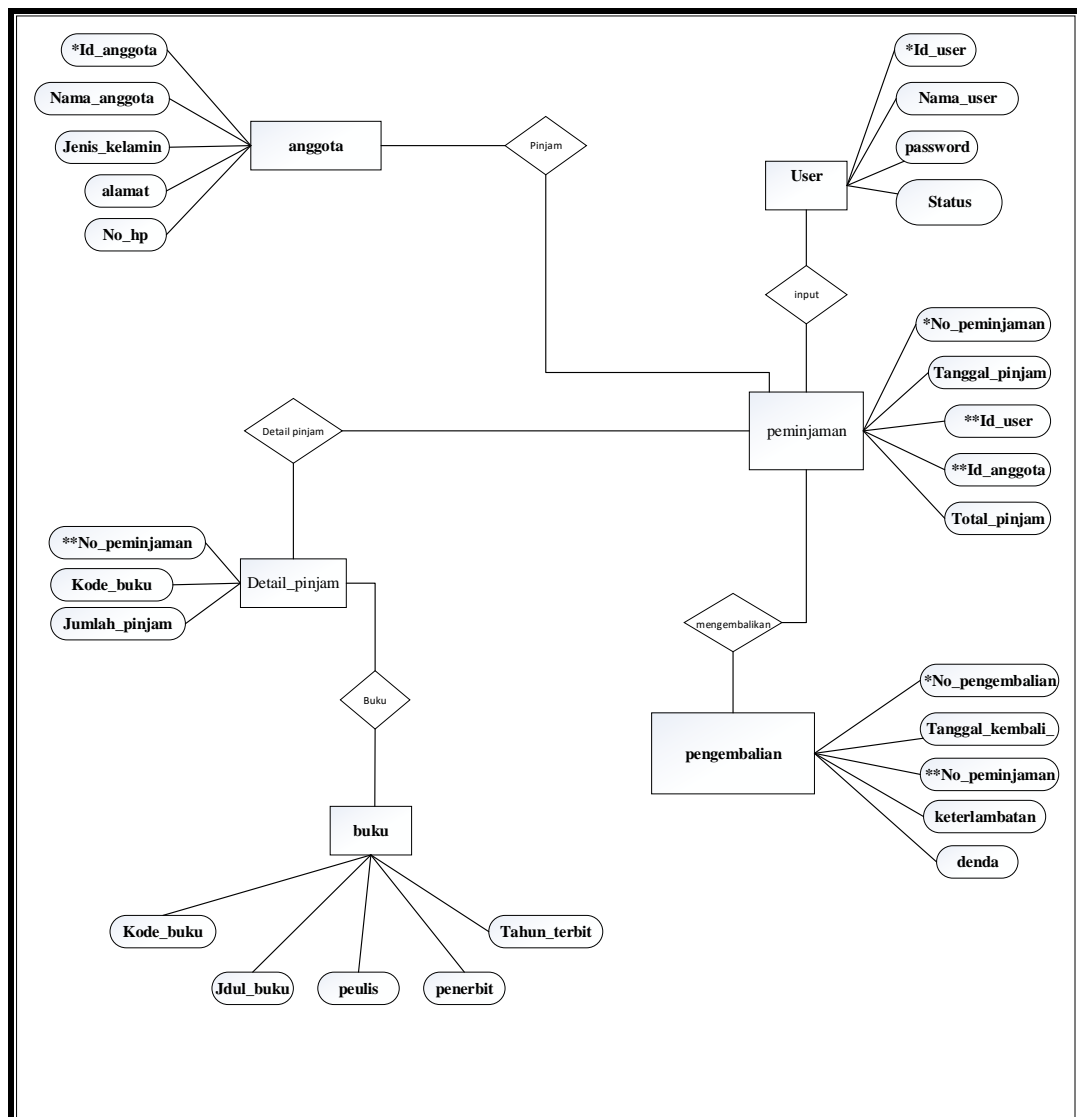 *Id_anggota
Nama_anggota
Jenis_kelamin
alamat
No_hp
anggota
Pinjam
*Id_user
Nama_user
password
Status
User
input
*No_peminjaman
Tanggal_pinjam
**Id_user
**Id_anggota
Total_pinjam
peminjaman
Detail pinjam
**No_peminjaman
Kode_buku
Jumlah_pinjam
Detail_pinjam
mengembalikan
Buku
*No_pengembalian
Tanggal_kembali_
**No_peminjaman
keterlambatan
denda
pengembalian
buku
Kode_buku
Jdul_buku
peulis
penerbit
Tahun_terbit